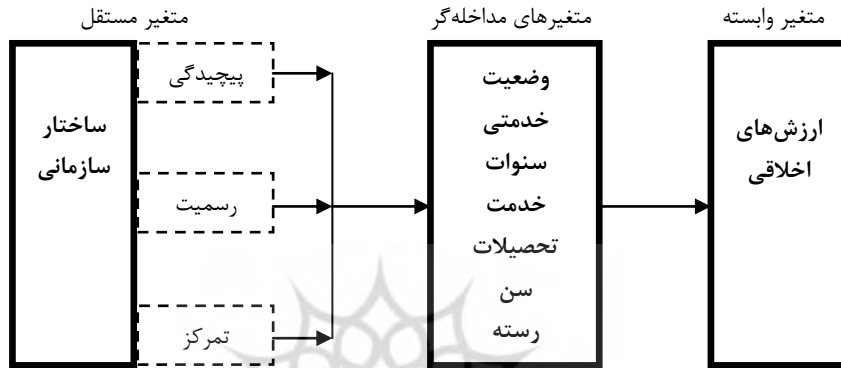 متغیر مستقل
متغیرهای مداخله‌گر
متغیر وابسته
ساختار
سازمانی
پیچیدگی
رسمیت
تمرکز
وضعیت
خدمتی
سنوات
خدمت
تحصیلات
سن
رسته
ارزش‌های
اخلاقی